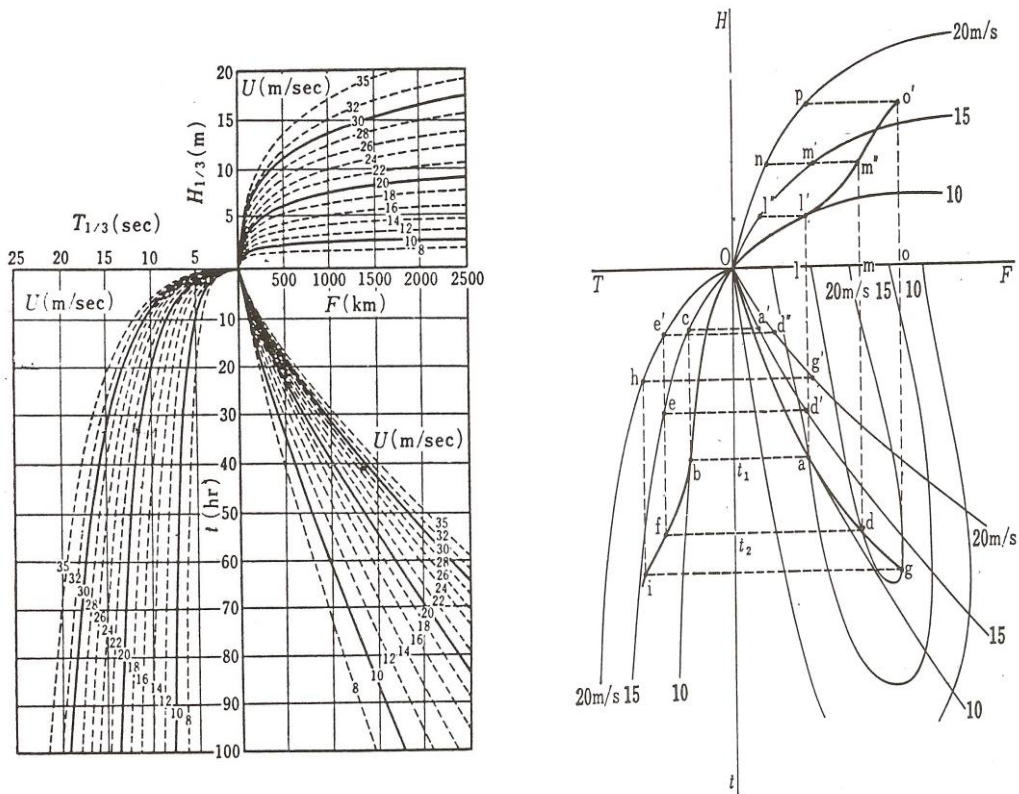 20 U(m/sec) 35
32
30
15 28
26
24
10 22
20
18
5 16
14
12
10
8
H1/3 (m)
T1/3 (sec)
25 20 15 10 5 0 500 1000 1500 2000 2500
U(m/sec) F(km)
10
20
30
U(m/sec)
40
t (hr)
50
35
32
30
28
26
24
22
20
18
16
14
12
10
8
60
70
80
90
100
35
32
30
28
26
24
22
20
18
16
14
12
10
8
H
20m/s
p o'
15
n m' m''
l'' l' 10
O l m o
T 20m/s 15 10 F
e' c a' d''
h g'
e d'
b t1 a
f t2 d
i g
20m/s
15
20m/s 15 10 10
t